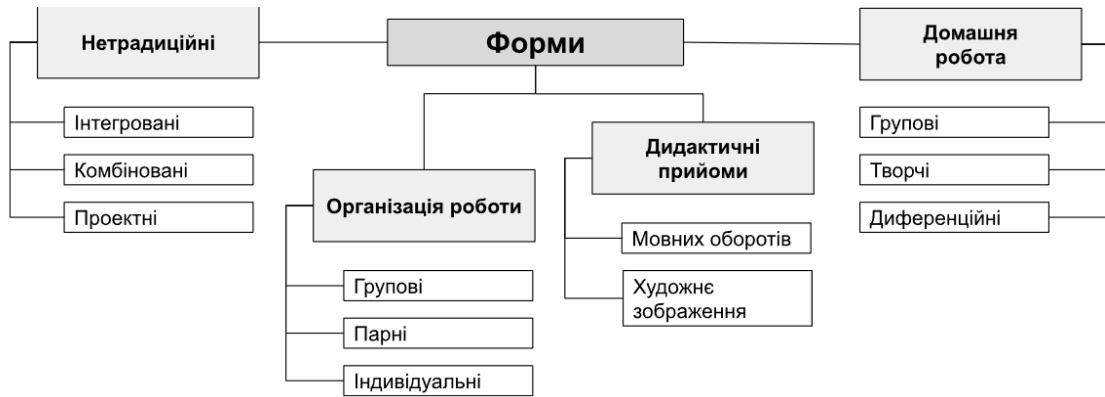 Форми
Нетрадиційні
Інтегровані
Комбіновані
Проектні
Організація роботи
Групові
Парні
Індивідуальні
Дидактичні
прийоми
Мовних оборотів
Художнє
зображення
Домашня
робота
Групові
Творчі
Диференційні